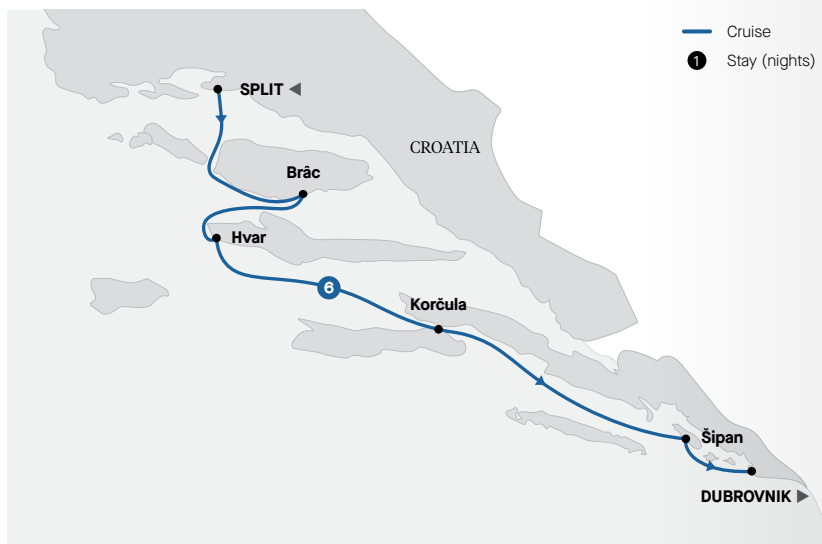 Cruise
1 Stay (nights)
SPLIT
CROATIA
Brâc
Hvar
6
Korčula
Šipan
DUBROVNIK